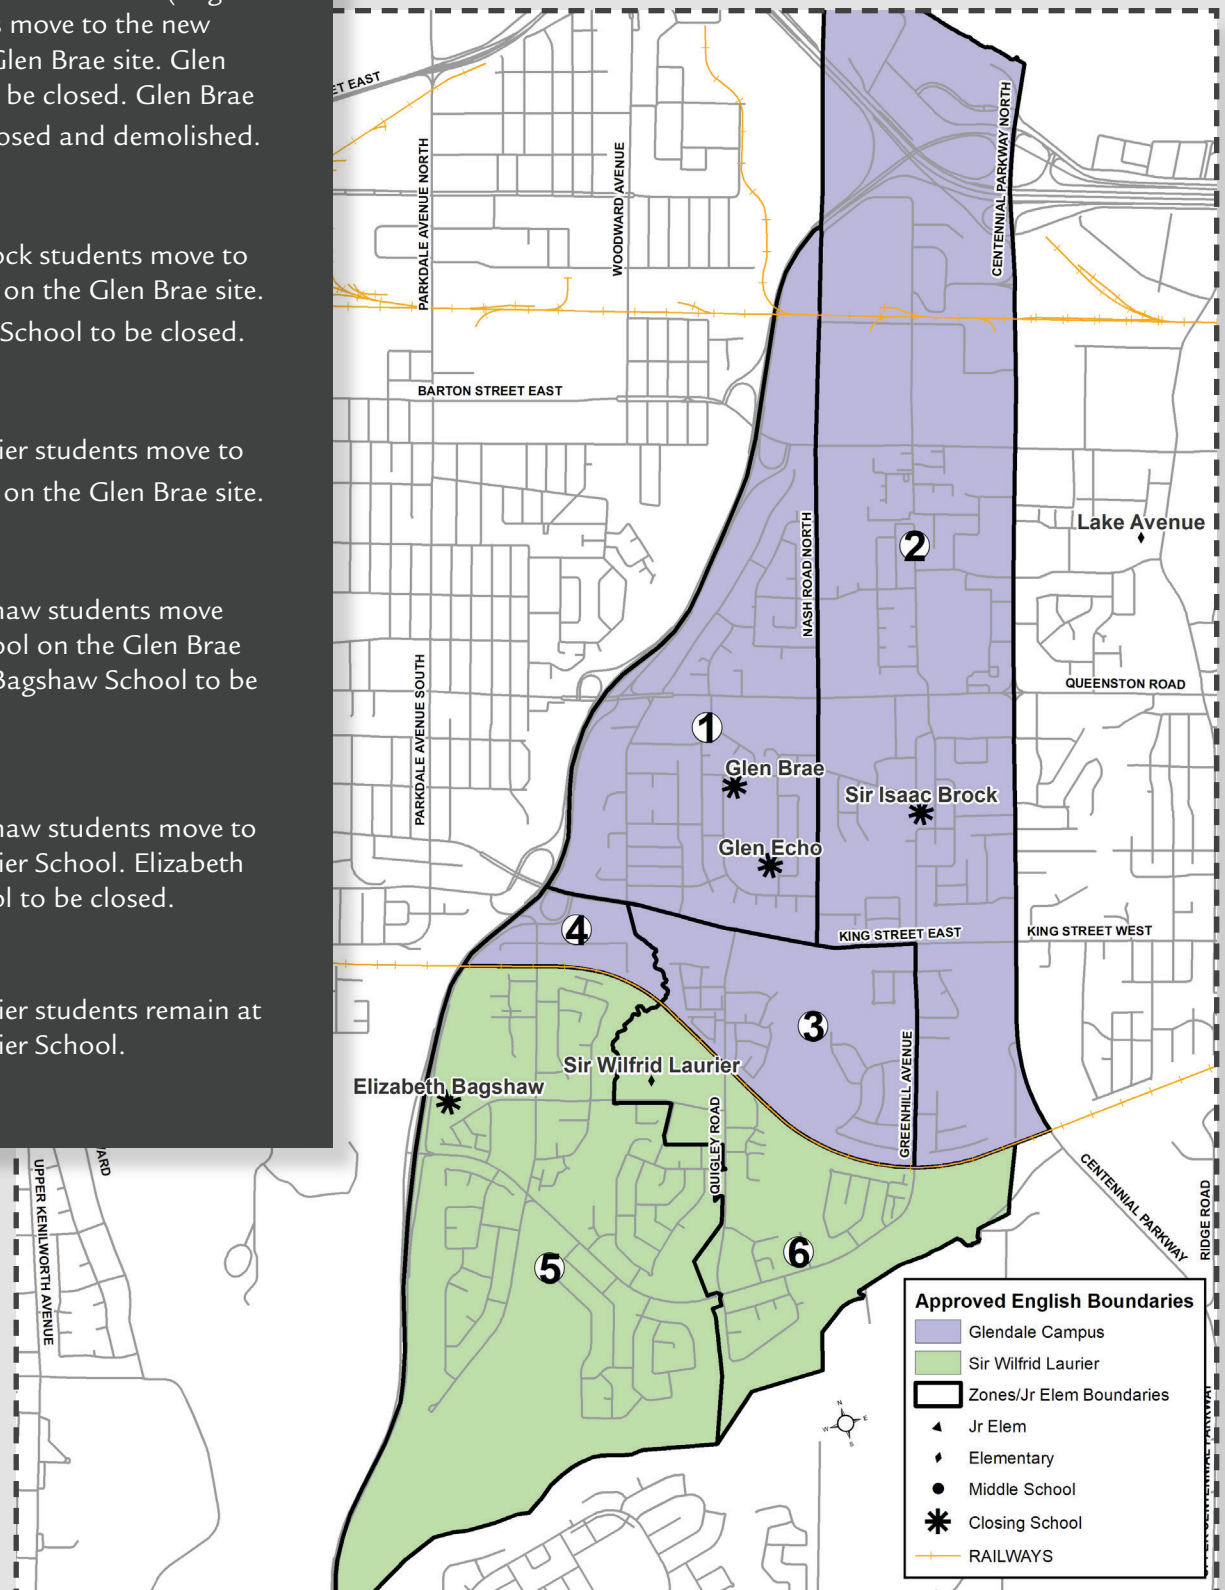 s move to the new
Glen Brae site. Glen
be closed. Glen Brae
osed and demolished.
ock students move to
on the Glen Brae site.
School to be closed.
ier students move to
on the Glen Brae site.
haw students move
ool on the Glen Brae
Bagshaw School to be
haw students move to
ier School. Elizabeth
ol to be closed.
ier students remain at
ier School.
ET EAST
PARKDALE AVENUE NORTH
WOODWARD AVENUE
CENTENNIAL PARKWAY NORTH
BARTON STREET EAST
NASH ROAD NORTH
2
Lake Avenue
PARKDALE AVENUE SOUTH
QUEENSTON ROAD
1
Glen Brae
Sir Isaac Brock
Glen Echo
4
KING STREET EAST
KING STREET WEST
3
GREENHILL AVENUE
Sir Wilfrid Laurier
Elizabeth Bagshaw
QUIGLEY ROAD
ARD
UPPER KENILWORTH AVENUE
CENTENNIAL PARKWAY
RIDGE ROAD
5
6
N
W E
S
Approved English Boundaries
Glendale Campus
Sir Wilfrid Laurier
Zones/Jr Elem Boundaries
Jr Elem
Elementary
Middle School
Closing School
RAILWAYS